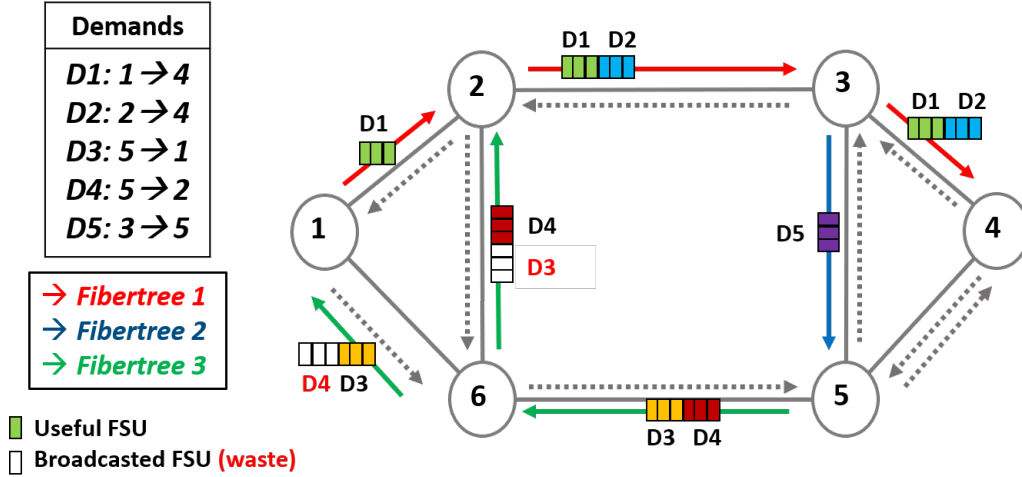 Demands
D1: 1→4
D2: 2→4
D3: 5→1
D4: 5→2
D5: 3→5
→ Fibertree 1
→ Fibertree 2
→ Fibertree 3
Useful FSU
Broadcasted FSU (waste)
D1 D2
2
3
D1
D1 D2
1
D4
D3
D5
4
D4 D3
6
5
D3 D4